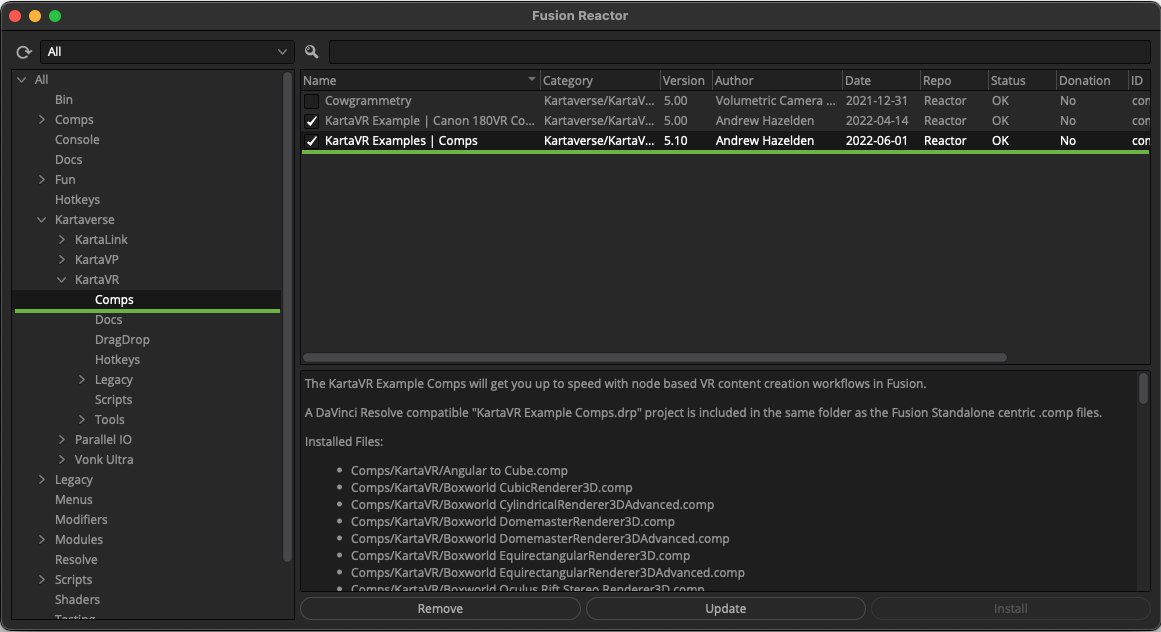 Fusion Reactor
All
Name Category Version Author Date Repo Status Donation ID
Cowgrammetry Kartaverse/KartaV... 5.00 Volumetric Camera ... 2021-12-31 Reactor OK No con
KartaVR Example | Canon 180VR Co... Kartaverse/KartaV... 5.00 Andrew Hazelden 2022-04-14 Reactor OK No con
KartaVR Examples | Comps Kartaverse/KartaV... 5.10 Andrew Hazelden 2022-06-01 Reactor OK No con
All
Bin
Comps
Console
Docs
Fun
Hotkeys
Kartaverse
KartaLink
KartaVP
KartaVR
Comps
Docs
DragDrop
Hotkeys
Legacy
Scripts
Tools
Parallel IO
Vonk Ultra
Legacy
Menus
Modifiers
Modules
Resolve
Scripts
Shaders
Testing
The KartaVR Example Comps will get you up to speed with node based VR content creation workflows in Fusion.
A DaVinci Resolve compatible "KartaVR Example Comps.drp" project is included in the same folder as the Fusion Standalone centric .comp files.
Installed Files:
• Comps/KartaVR/Angular to Cube.comp
• Comps/KartaVR/Boxworld CubicRenderer3D.comp
• Comps/KartaVR/Boxworld CylindricalRenderer3DAdvanced.comp
• Comps/KartaVR/Boxworld DomemasterRenderer3D.comp
• Comps/KartaVR/Boxworld DomemasterRenderer3DAdvanced.comp
• Comps/KartaVR/Boxworld EquirectangularRenderer3D.comp
• Comps/KartaVR/Boxworld EquirectangularRenderer3DAdvanced.comp
• Comps/KartaVR/Boxworld Oculus Rift Stereo Renderer3D.comp
Remove Update Install